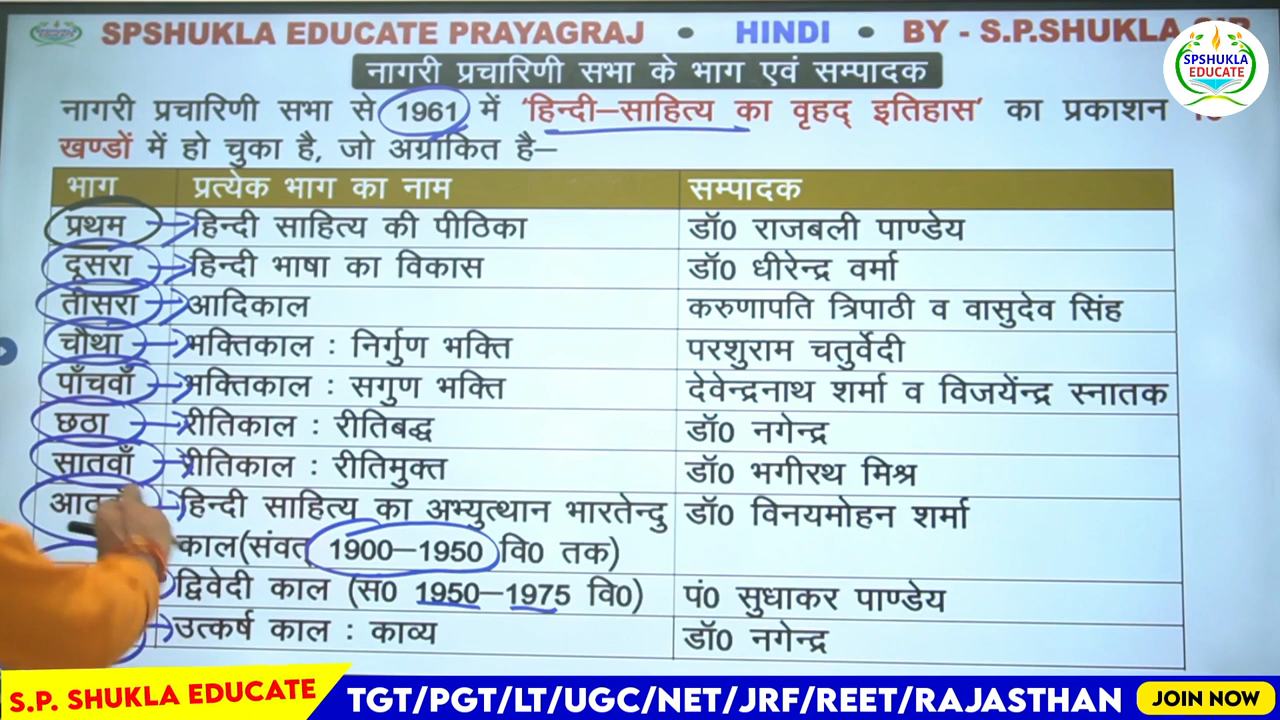 SPSHUKLA EDUCATE PRAYAGRAJ • HINDI • BY - S.P.SHUKLA
SPSHUKLA
EDUCATE
नागरी प्रचारिणी सभा के भाग एवं सम्पादक
नागरी प्रचारिणी सभा से 1961 में 'हिन्दी–साहित्य का वृहद् इतिहास' का प्रकाशन
खण्डों में हो चुका है, जो अग्रांकित है–
भाग प्रत्येक भाग का नाम सम्पादक
प्रथम हिन्दी साहित्य की पीठिका डॉ0 राजबली पाण्डेय
दूसरा हिन्दी भाषा का विकास डॉ0 धीरेन्द्र वर्मा
तीसरा आदिकाल करुणापति त्रिपाठी व वासुदेव सिंह
चौथा भक्तिकाल : निर्गुण भक्ति परशुराम चतुर्वेदी
पाँचवाँ भक्तिकाल : सगुण भक्ति देवेन्द्रनाथ शर्मा व विजयेंन्द्र स्नातक
छठा रीतिकाल : रीतिबद्ध डॉ0 नगेन्द्र
सातवाँ रीतिकाल : रीतिमुक्त डॉ0 भगीरथ मिश्र
हिन्दी साहित्य का अभ्युत्थान भारतेन्दु डॉ0 विनयमोहन शर्मा
काल(संवत् 1900–1950 वि0 तक)
द्विवेदी काल (स0 1950–1975 वि0) पं0 सुधाकर पाण्डेय
उत्कर्ष काल : काव्य डॉ0 नगेन्द्र
S.P. SHUKLA EDUCATE TGT/PGT/LT/UGC/NET/JRF/REET/RAJASTHAN JOIN NOW